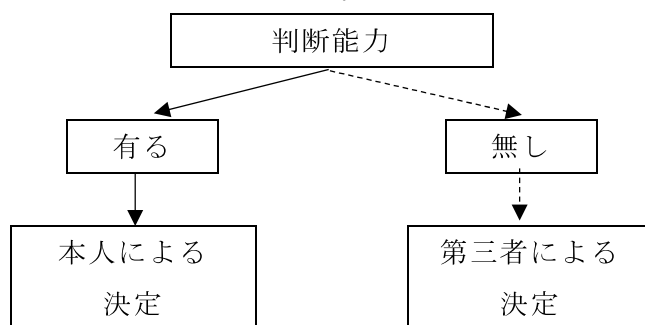 判断能力
有る
無し
本人による
決定
第三者による
決定